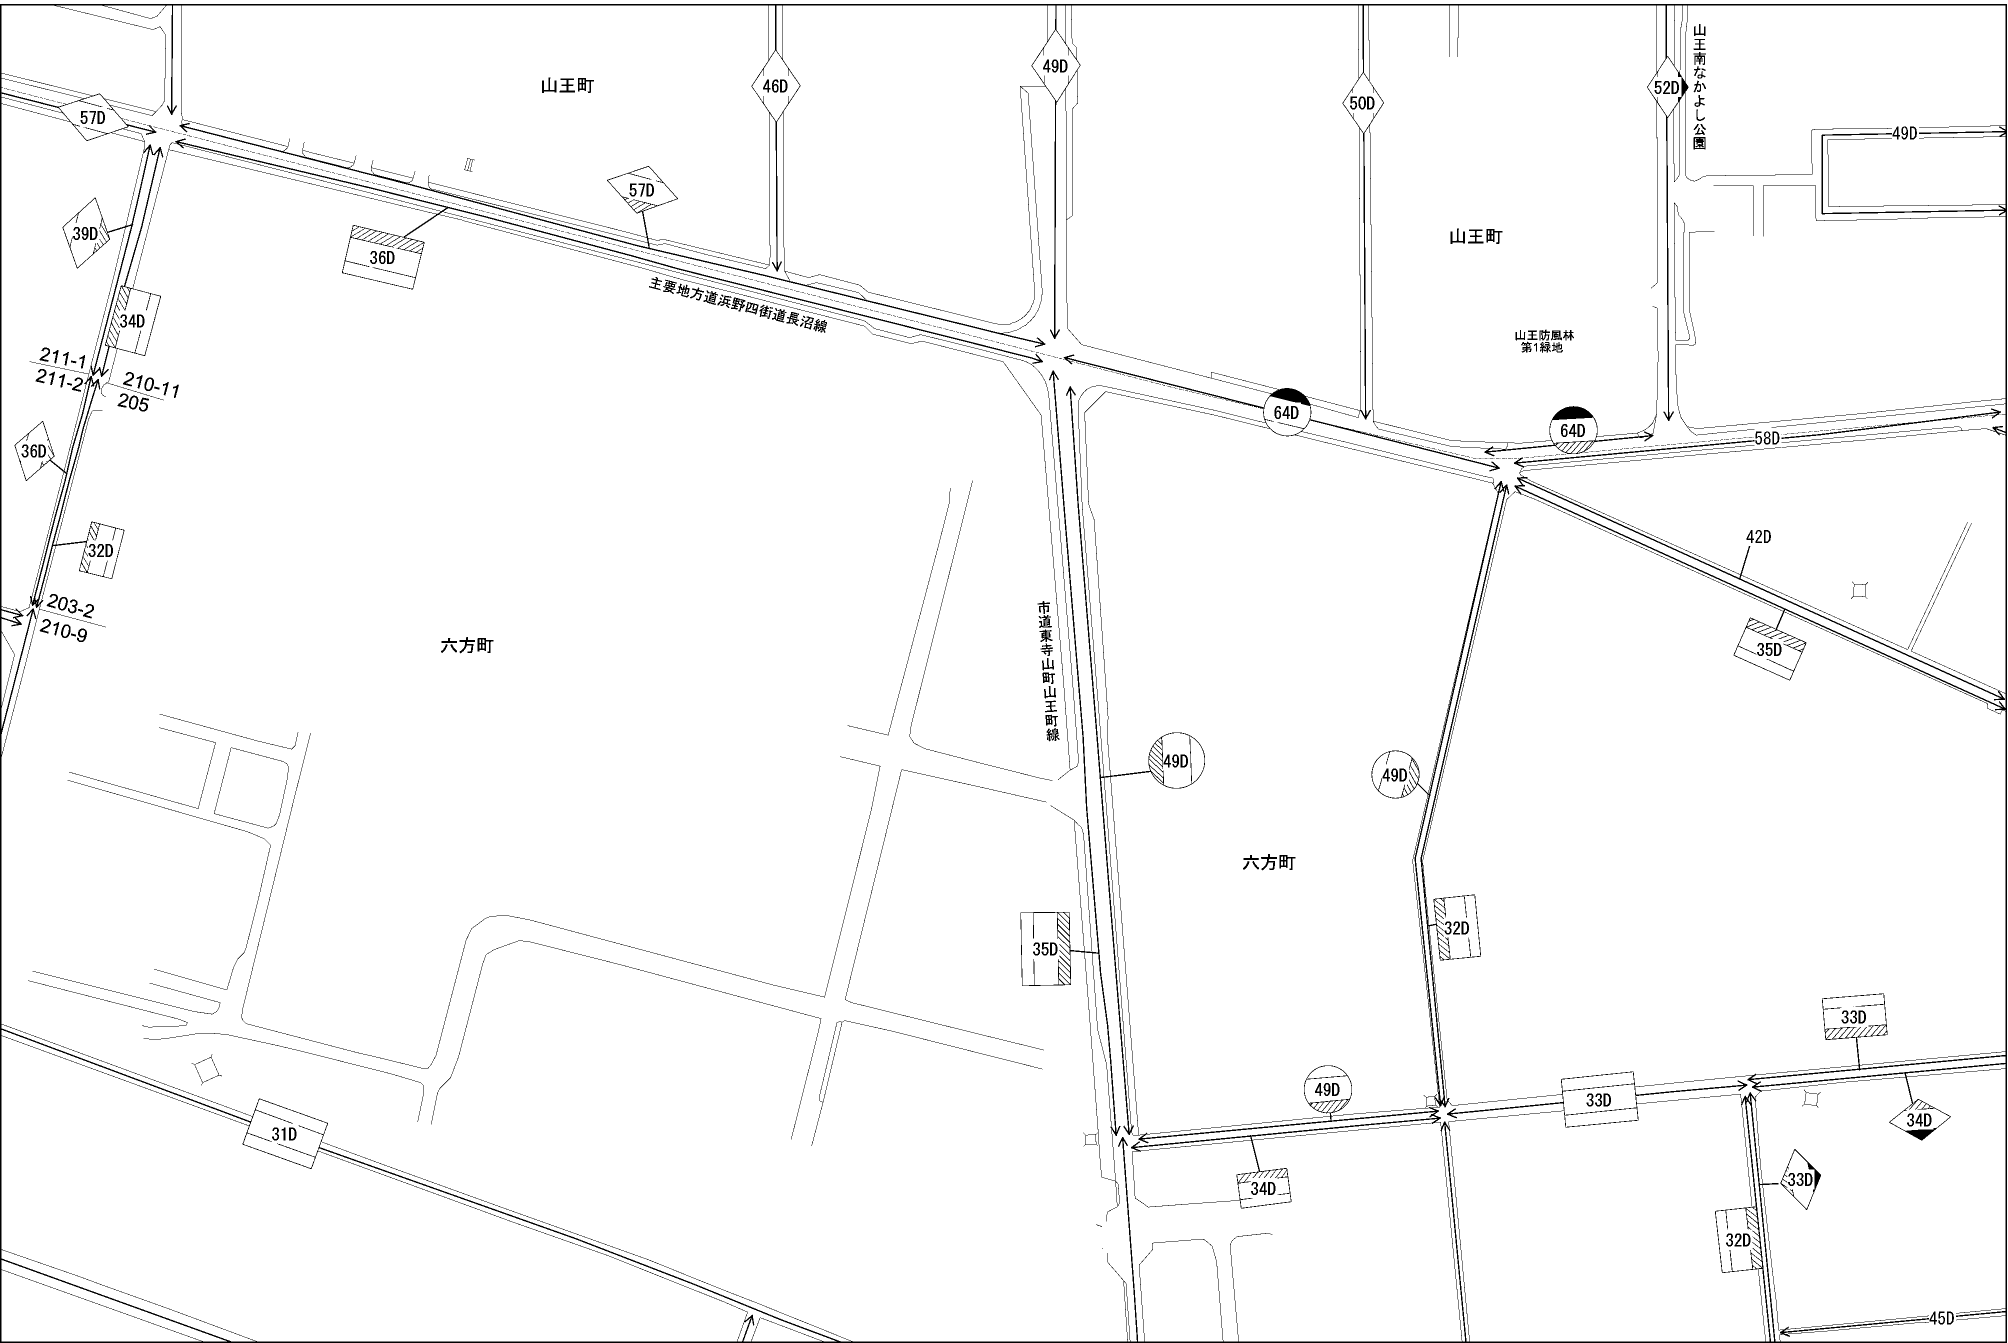 山王町
46D
49D
50D
52D
山王南なかよし公園
57D
49D
57D
39D
36D
山王町
主要地方道浜野四街道長沼線
34D
山王防風林
第1緑地
211-1
211-2
210-11
205
64D
64D
58D
36D
32D
42D
203-2
210-9
六方町
市道東寺山町山王町線
35D
49D
49D
六方町
35D
32D
33D
49D
33D
34D
31D
34D
33D
32D
45D